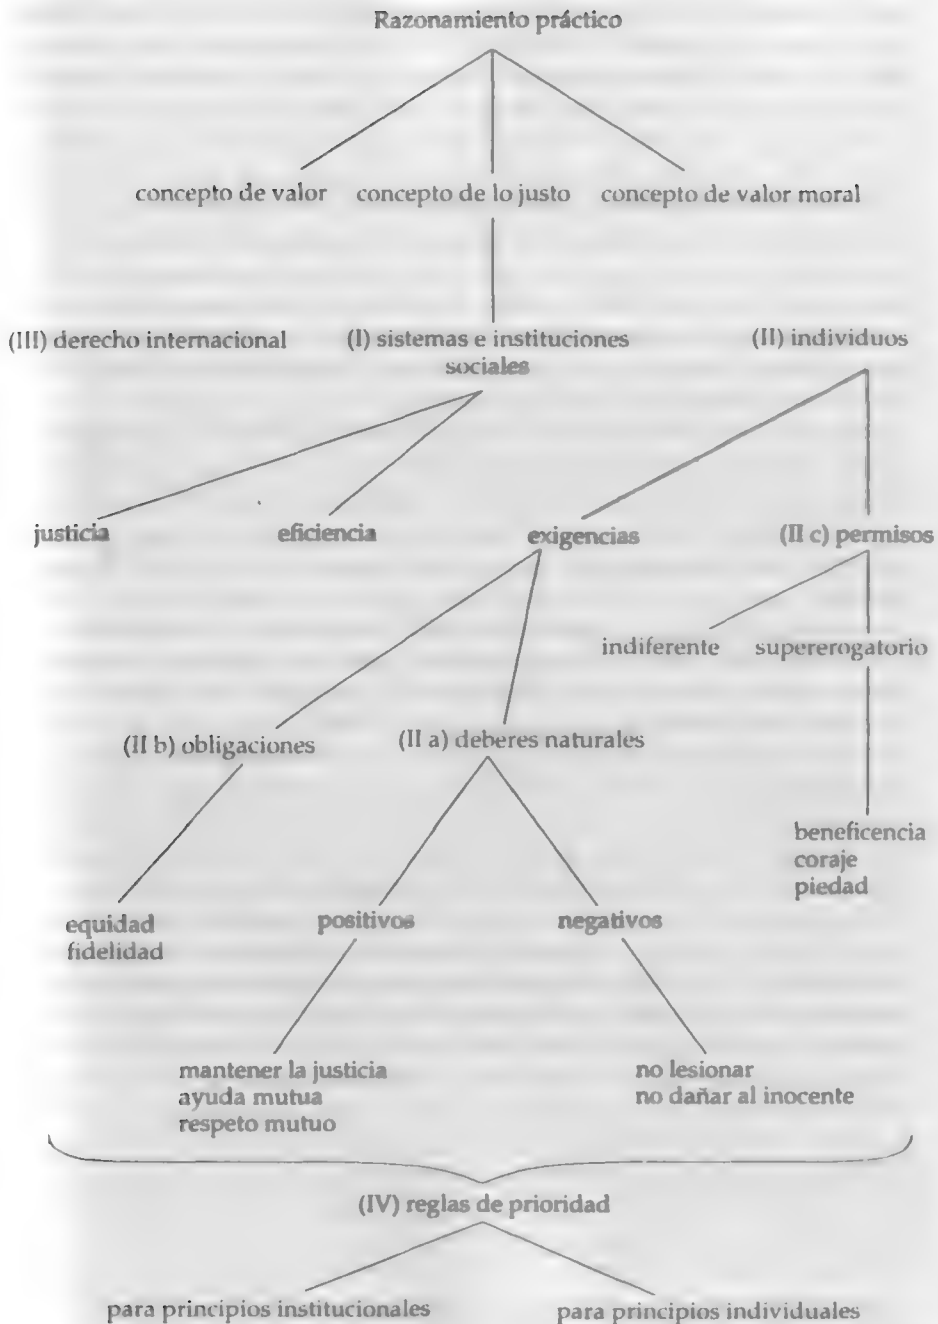 Razonamiento práctico
concepto de valor
concepto de lo justo
concepto de valor moral
(III) derecho internacional
(I) sistemas e instituciones
sociales
(II) individuos
justicia
eficiencia
exigencias
(II c) permisos
indiferente
supererogatorio
(II b) obligaciones
(II a) deberes naturales
beneficencia
coraje
piedad
equidad
fidelidad
positivos
negativos
mantener la justicia
ayuda mutua
respeto mutuo
no lesionar
no dañar al inocente
(IV) reglas de prioridad
para principios institucionales
para principios individuales